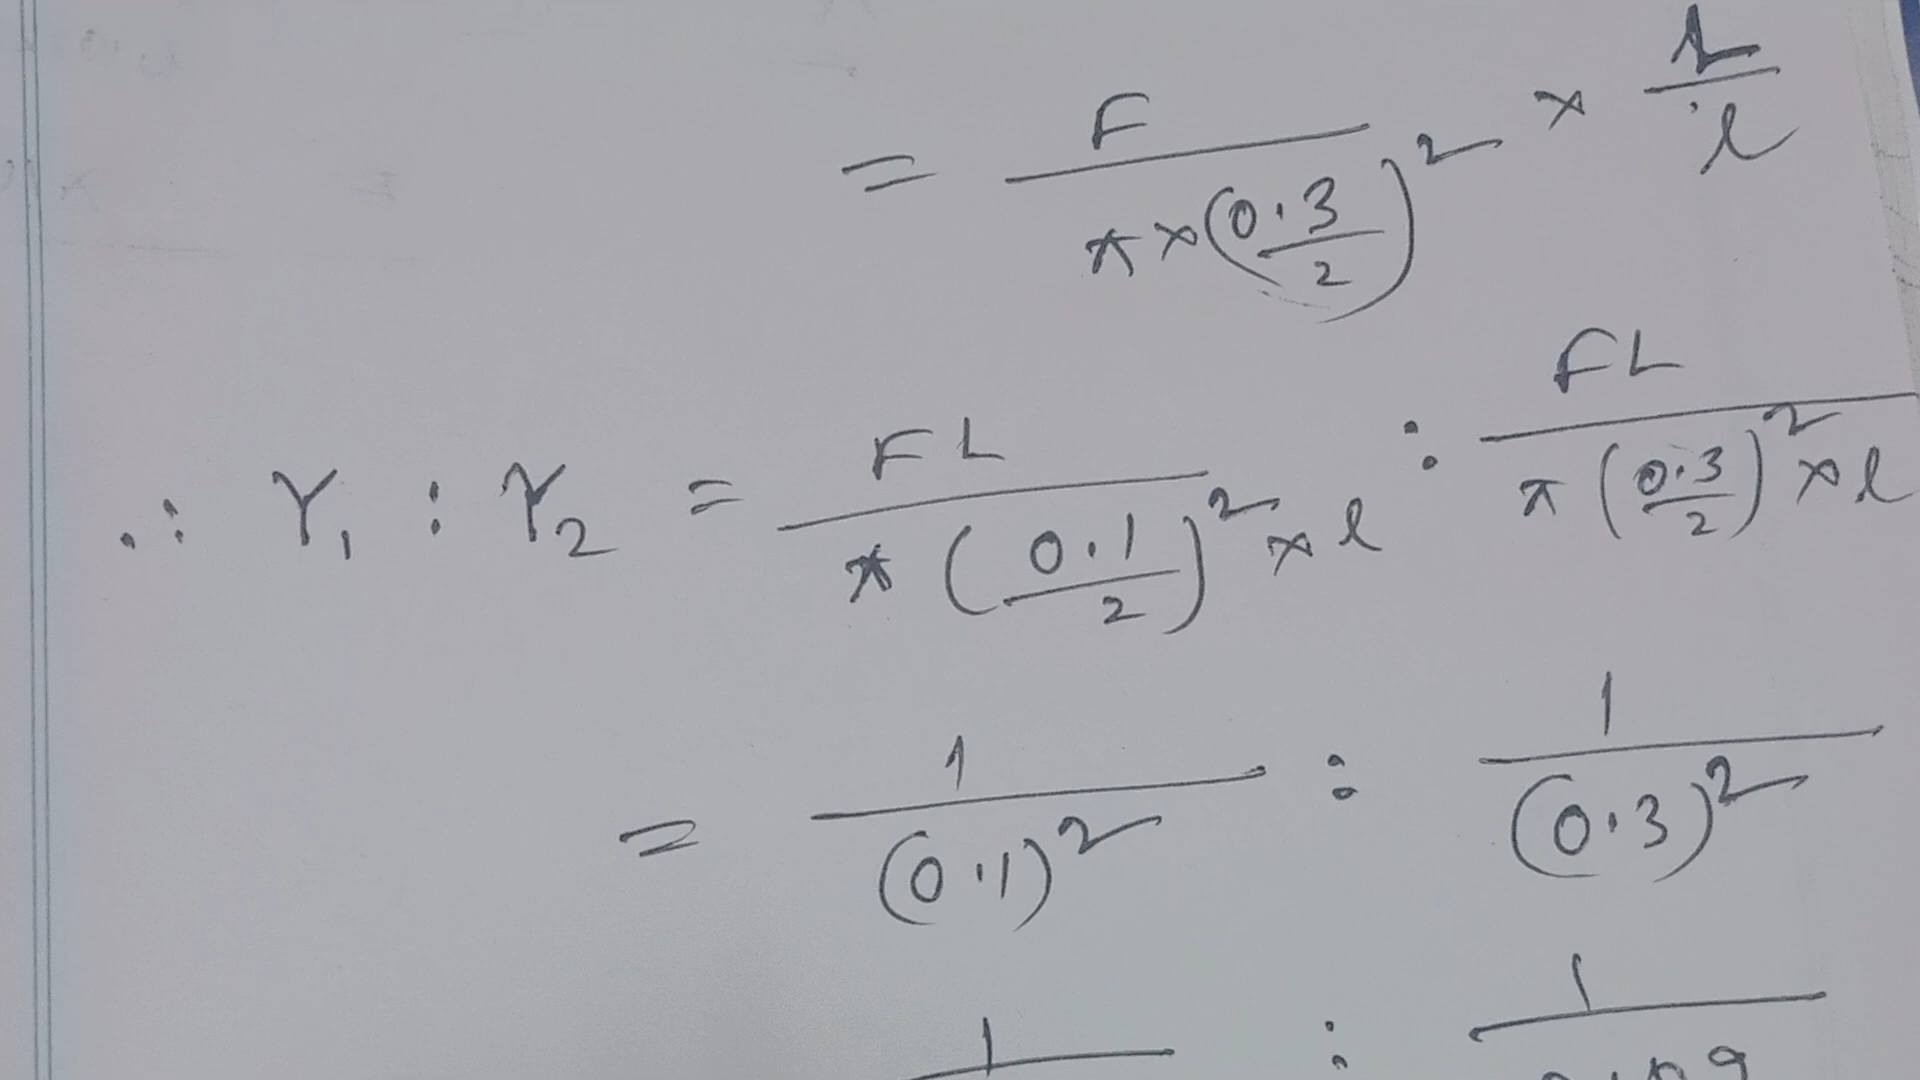 = F / (π × (0.3/2)²) × L/l
∴ Y₁ : Y₂ = FL / (π (0.1/2)² × l) : FL / (π (0.3/2)² × l)
= 1/(0.1)² : 1/(0.3)²
1 : 1